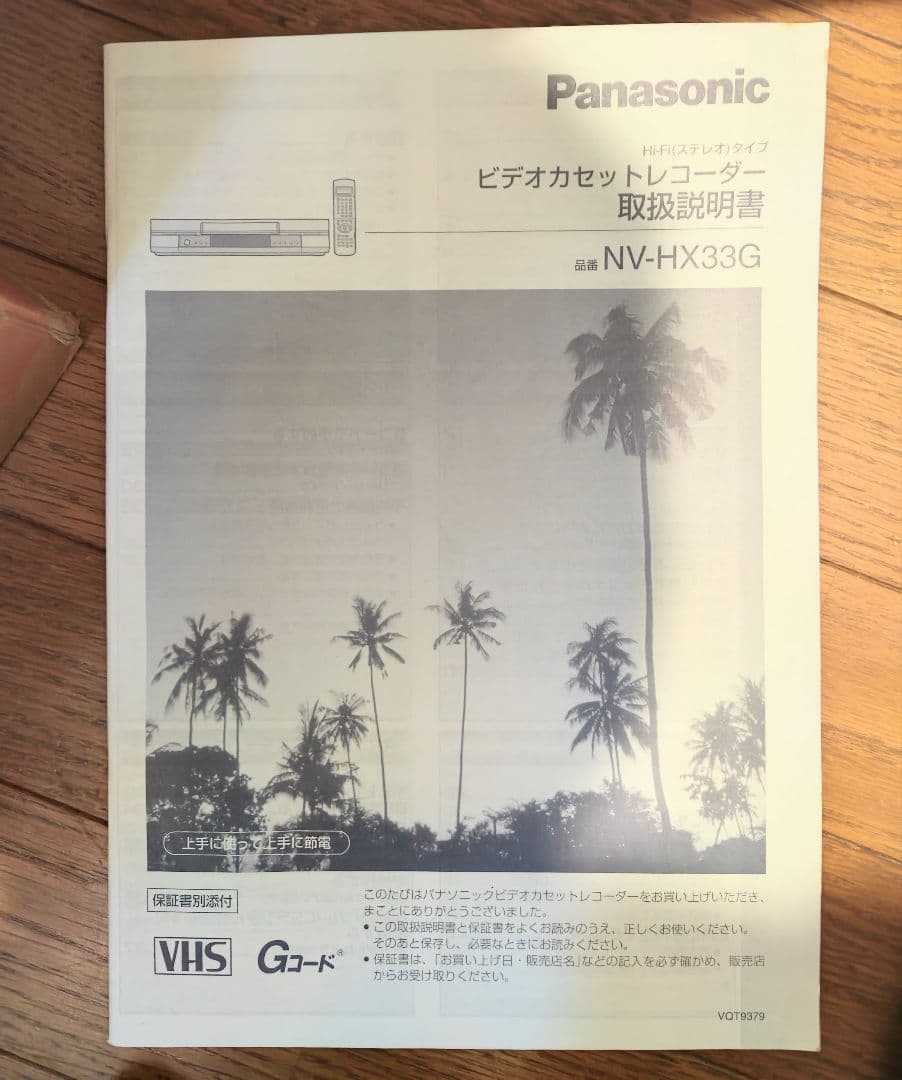 Panasonic
Hi-Fi(ステレオ)タイプ
ビデオカセットレコーダー
取扱説明書
品番 NV-HX33G
上手に使って上手に節電
保証書別添付
VHS
Gコード®
このたびはパナソニックビデオカセットレコーダーをお買い上げいただき、
まことにありがとうございました。
● この取扱説明書と保証書をよくお読みのうえ、正しくお使いください。
そのあと保存し、必要なときにお読みください。
● 保証書は、「お買い上げ日・販売店名」などの記入を必ず確かめ、販売店
からお受け取りください。
VQT9379